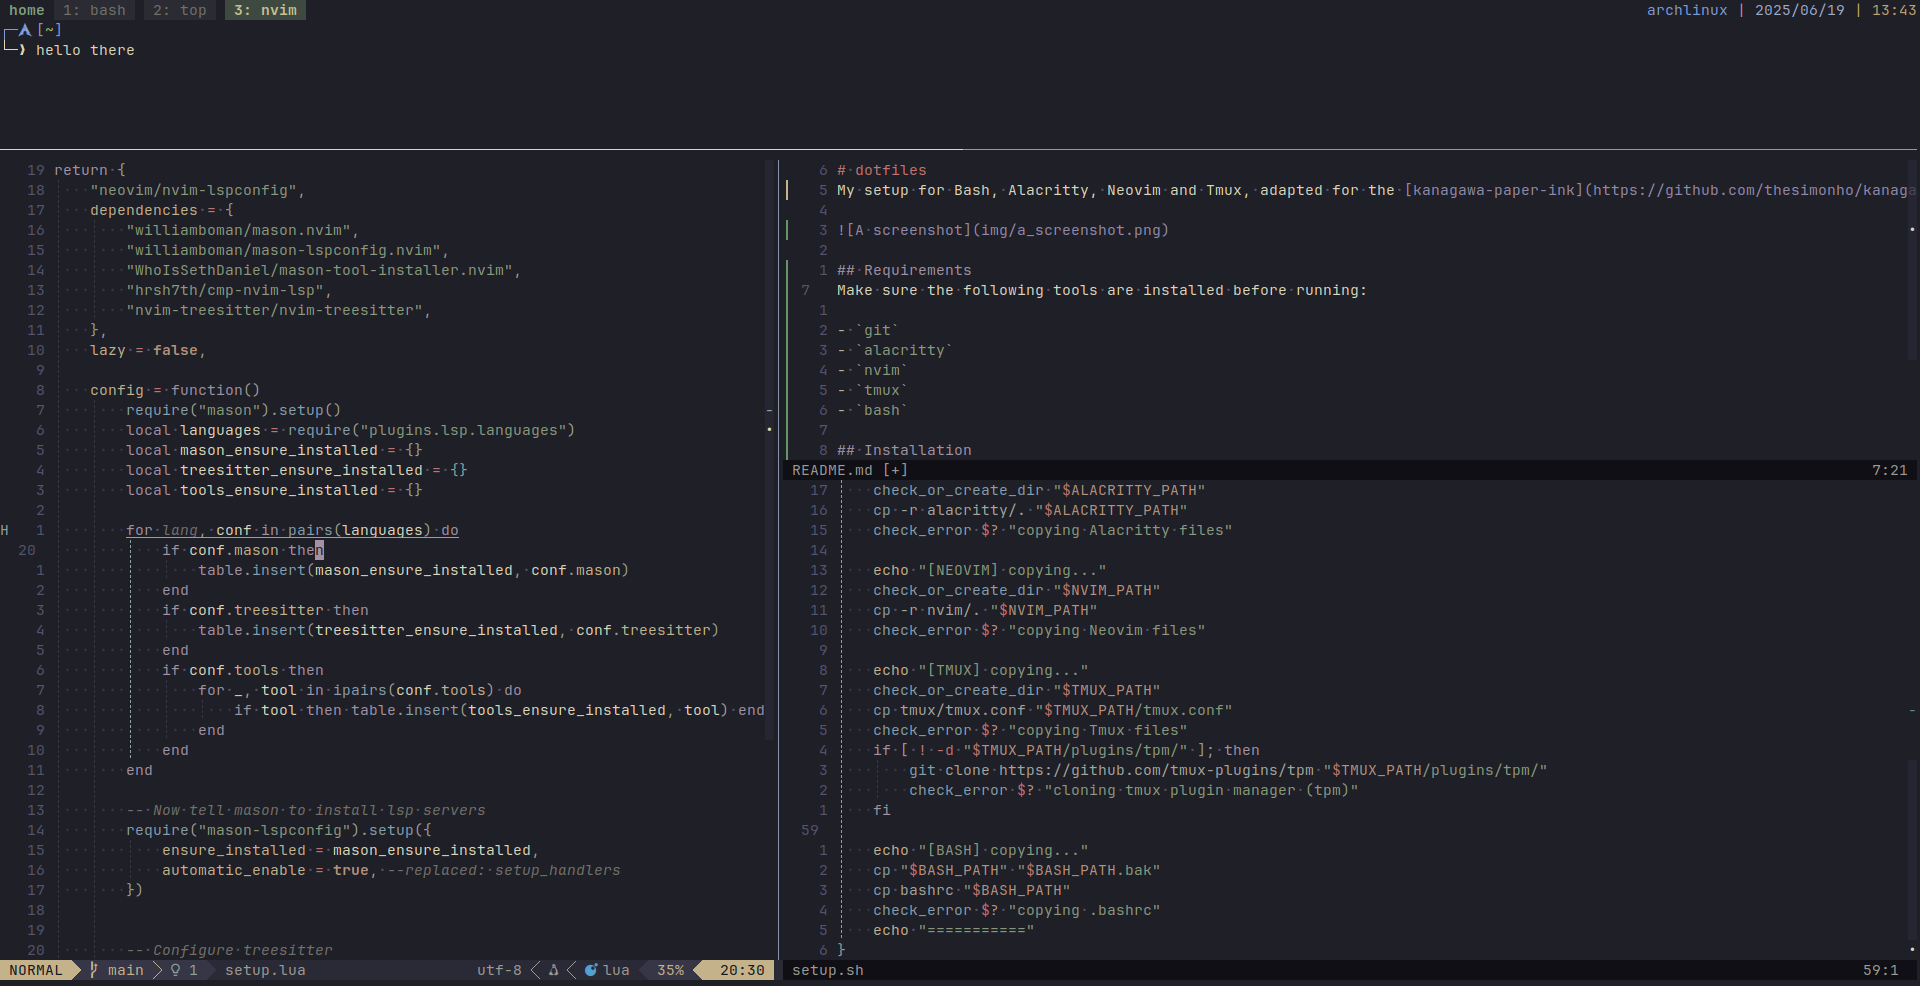 home 1: bash 2: top 3: nvim archlinux | 2025/06/19 | 13:43
[~]
❯ hello there
19 return {
18 "neovim/nvim-lspconfig",
17 dependencies = {
16 "williamboman/mason.nvim",
15 "williamboman/mason-lspconfig.nvim",
14 "WhoIsSethDaniel/mason-tool-installer.nvim",
13 "hrsh7th/cmp-nvim-lsp",
12 "nvim-treesitter/nvim-treesitter",
11 },
10 lazy = false,
9
8 config = function()
7 require("mason").setup()
6 local languages = require("plugins.lsp.languages")
5 local mason_ensure_installed = {}
4 local treesitter_ensure_installed = {}
3 local tools_ensure_installed = {}
2
H 1 for lang, conf in pairs(languages) do
20 if conf.mason then
1 table.insert(mason_ensure_installed, conf.mason)
2 end
3 if conf.treesitter then
4 table.insert(treesitter_ensure_installed, conf.treesitter)
5 end
6 if conf.tools then
7 for _, tool in ipairs(conf.tools) do
8 if tool then table.insert(tools_ensure_installed, tool) end
9 end
10 end
11 end
12
13 -- Now tell mason to install lsp servers
14 require("mason-lspconfig").setup({
15 ensure_installed = mason_ensure_installed,
16 automatic_enable = true, --replaced: setup_handlers
17 })
18
19
20 -- Configure treesitter
NORMAL main 1 setup.lua utf-8 lua 35% 20:30
6 # dotfiles
5 My setup for Bash, Alacritty, Neovim and Tmux, adapted for the [kanagawa-paper-ink](https://github.com/thesimonho/kanaga
4
3 ![A screenshot](img/a_screenshot.png)
2
1 ## Requirements
7 Make sure the following tools are installed before running:
1
2 - `git`
3 - `alacritty`
4 - `nvim`
5 - `tmux`
6 - `bash`
7
8 ## Installation
README.md [+] 7:21
17 check_or_create_dir "$ALACRITTY_PATH"
16 cp -r alacritty/. "$ALACRITTY_PATH"
15 check_error $? "copying Alacritty files"
14
13 echo "[NEOVIM] copying..."
12 check_or_create_dir "$NVIM_PATH"
11 cp -r nvim/. "$NVIM_PATH"
10 check_error $? "copying Neovim files"
9
8 echo "[TMUX] copying..."
7 check_or_create_dir "$TMUX_PATH"
6 cp tmux/tmux.conf "$TMUX_PATH/tmux.conf"
5 check_error $? "copying Tmux files"
4 if [ ! -d "$TMUX_PATH/plugins/tpm/" ]; then
3 git clone https://github.com/tmux-plugins/tpm "$TMUX_PATH/plugins/tpm/"
2 check_error $? "cloning tmux plugin manager (tpm)"
1 fi
59
1 echo "[BASH] copying..."
2 cp "$BASH_PATH" "$BASH_PATH.bak"
3 cp bashrc "$BASH_PATH"
4 check_error $? "copying .bashrc"
5 echo "==========="
6 }
setup.sh 59:1